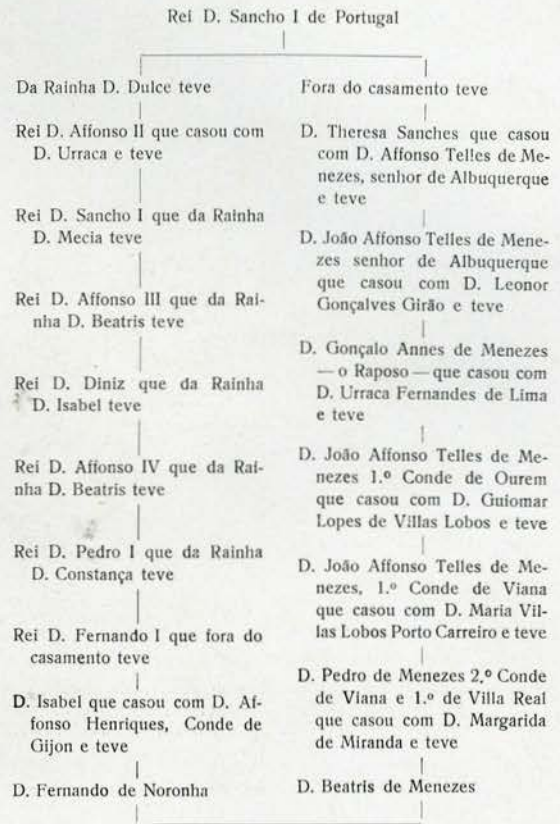 Rei D. Sancho I de Portugal
Da Rainha D. Dulce teve
Rei D. Affonso II que casou com
D. Urraca e teve
Rei D. Sancho I que da Rainha
D. Mecia teve
Rei D. Affonso III que da Rai-
nha D. Beatris teve
Rei D. Diniz que da Rainha
D. Isabel teve
Rei D. Affonso IV que da Rai-
nha D. Beatris teve
Rei D. Pedro I que da Rainha
D. Constança teve
Rei D. Fernando I que fora do
casamento teve
D. Isabel que casou com D. Af-
fonso Henriques, Conde de
Gijon e teve
D. Fernando de Noronha
Fora do casamento teve
D. Theresa Sanches que casou
com D. Affonso Telles de Me-
nezes, senhor de Albuquerque
e teve
D. João Affonso Telles de Mene-
zes senhor de Albuquerque
que casou com D. Leonor
Gonçalves Girão e teve
D. Gonçalo Annes de Menezes
— o Raposo — que casou com
D. Urraca Fernandes de Lima
e teve
D. João Affonso Telles de Me-
nezes 1.º Conde de Ourem
que casou com D. Guiomar
Lopes de Villas Lobos e teve
D. João Affonso Telles de Me-
nezes, 1.º Conde de Viana
que casou com D. Maria Vil-
las Lobos Porto Carreiro e teve
D. Pedro de Menezes 2,º Conde
de Viana e 1.º de Villa Real
que casou com D. Margarida
de Miranda e teve
D. Beatris de Menezes